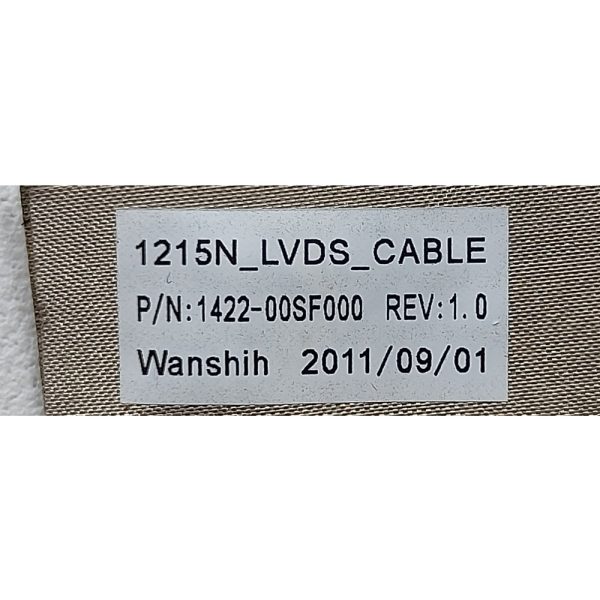 1215N_LVDS_CABLE
P/N:1422-00SF000 REV:1.0
Wanshih 2011/09/01